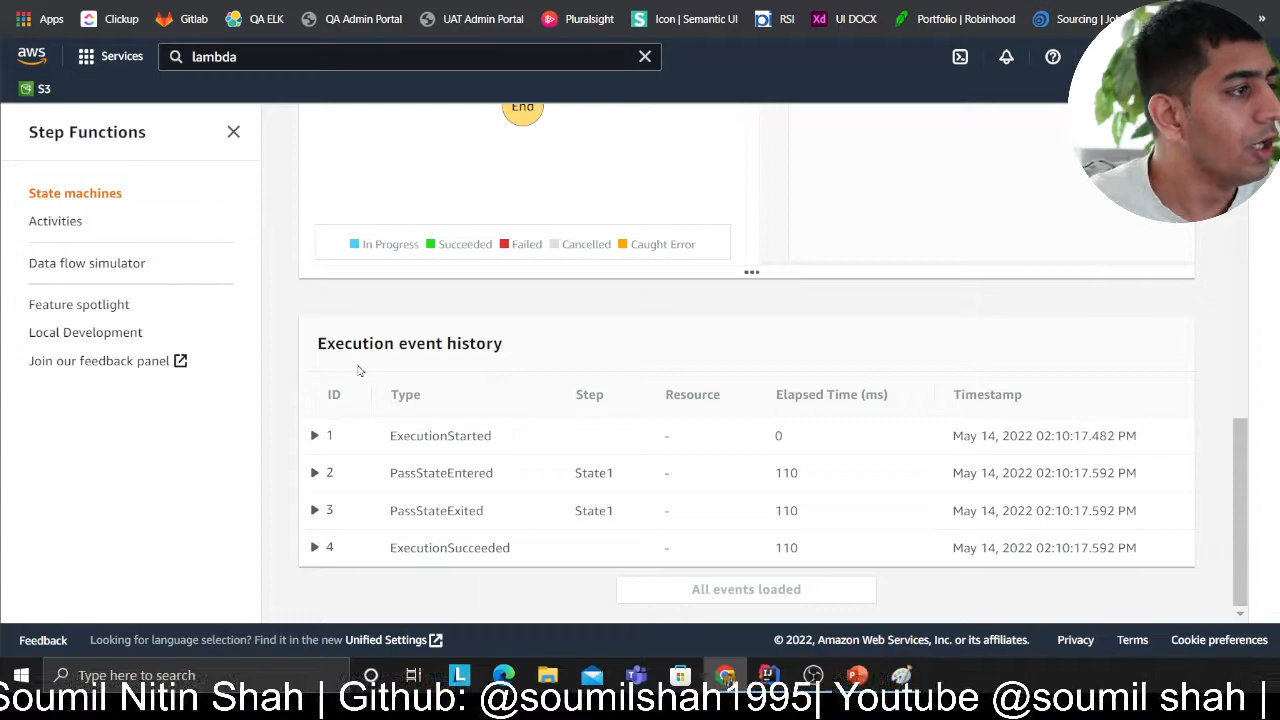 Apps Clickup Gitlab QA ELK QA Admin Portal UAT Admin Portal Pluralsight Icon | Semantic UI RSI UI DOCX Portfolio | Robinhood Sourcing | Jo »
aws Services lambda
S3
Step Functions
State machines
Activities
Data flow simulator
Feature spotlight
Local Development
Join our feedback panel
End
In Progress Succeeded Failed Cancelled Caught Error
Execution event history
ID Type Step Resource Elapsed Time (ms) Timestamp
1 ExecutionStarted - 0 May 14, 2022 02:10:17.482 PM
2 PassStateEntered State1 - 110 May 14, 2022 02:10:17.592 PM
3 PassStateExited State1 - 110 May 14, 2022 02:10:17.592 PM
4 ExecutionSucceeded - 110 May 14, 2022 02:10:17.592 PM
All events loaded
Feedback Looking for language selection? Find it in the new Unified Settings © 2022, Amazon Web Services, Inc. or its affiliates. Privacy Terms Cookie preferences
Type here to search
Soumil Nitin Shah | Github: @soumilshah1995| Youtube @soumil shah |